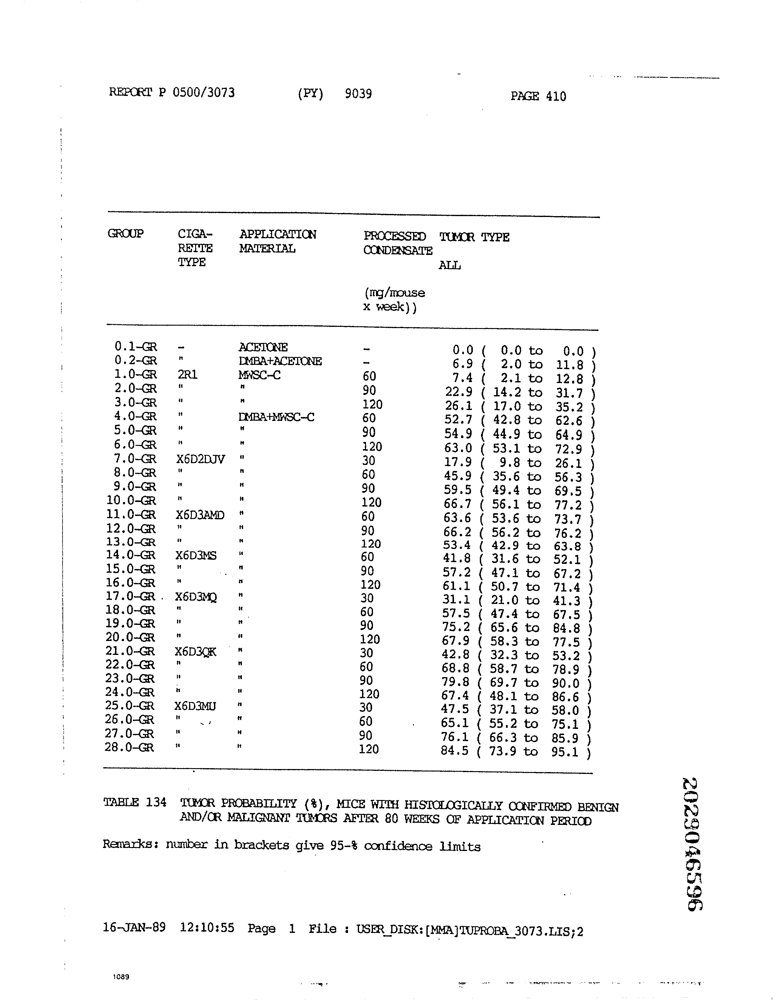 REPORT P 0500/3073 (PY) 9039 PAGE 410
GROUP CIGA- APPLICATION PROCESSED TUMOR TYPE
RETTE MATERIAL CONDENSATE
TYPE ALL
(mg/mouse
x week))
0.1-GR - ACETONE - 0.0 ( 0.0 to 0.0 )
0.2-GR " DMBA+ACETONE - 6.9 ( 2.0 to 11.8 )
1.0-GR 2R1 MWSC-C 60 7.4 ( 2.1 to 12.8 )
2.0-GR " " 90 22.9 ( 14.2 to 31.7 )
3.0-GR " " 120 26.1 ( 17.0 to 35.2 )
4.0-GR " DMBA+MWSC-C 60 52.7 ( 42.8 to 62.6 )
5.0-GR " " 90 54.9 ( 44.9 to 64.9 )
6.0-GR " " 120 63.0 ( 53.1 to 72.9 )
7.0-GR X6D2DJV " 30 17.9 ( 9.8 to 26.1 )
8.0-GR " " 60 45.9 ( 35.6 to 56.3 )
9.0-GR " " 90 59.5 ( 49.4 to 69.5 )
10.0-GR " " 120 66.7 ( 56.1 to 77.2 )
11.0-GR X6D3AMD " 60 63.6 ( 53.6 to 73.7 )
12.0-GR " " 90 66.2 ( 56.2 to 76.2 )
13.0-GR " " 120 53.4 ( 42.9 to 63.8 )
14.0-GR X6D3MS " 60 41.8 ( 31.6 to 52.1 )
15.0-GR " " 90 57.2 ( 47.1 to 67.2 )
16.0-GR " " 120 61.1 ( 50.7 to 71.4 )
17.0-GR X6D3MQ " 30 31.1 ( 21.0 to 41.3 )
18.0-GR " " 60 57.5 ( 47.4 to 67.5 )
19.0-GR " " 90 75.2 ( 65.6 to 84.8 )
20.0-GR " " 120 67.9 ( 58.3 to 77.5 )
21.0-GR X6D3QK " 30 42.8 ( 32.3 to 53.2 )
22.0-GR " " 60 68.8 ( 58.7 to 78.9 )
23.0-GR " " 90 79.8 ( 69.7 to 90.0 )
24.0-GR " " 120 67.4 ( 48.1 to 86.6 )
25.0-GR X6D3MU " 30 47.5 ( 37.1 to 58.0 )
26.0-GR " " 60 65.1 ( 55.2 to 75.1 )
27.0-GR " " 90 76.1 ( 66.3 to 85.9 )
28.0-GR " " 120 84.5 ( 73.9 to 95.1 )
TABLE 134 TUMOR PROBABILITY (%), MICE WITH HISTOLOGICALLY CONFIRMED BENIGN
AND/OR MALIGNANT TUMORS AFTER 80 WEEKS OF APPLICATION PERIOD
Remarks: number in brackets give 95-% confidence limits
2029046596
16-JAN-89 12:10:55 Page 1 File : USER_DISK:[MMA]TUPROBA_3073.LIS;2
1089